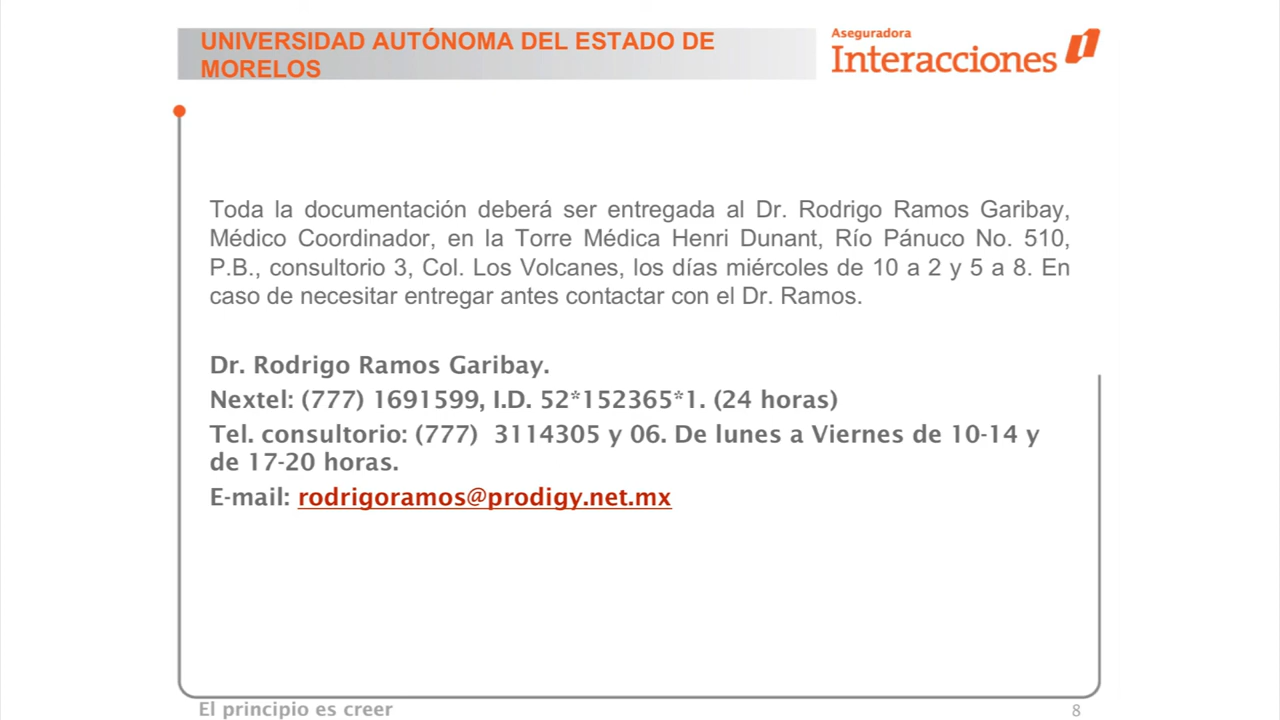 UNIVERSIDAD AUTÓNOMA DEL ESTADO DE
MORELOS
Aseguradora
Interacciones
Toda la documentación deberá ser entregada al Dr. Rodrigo Ramos Garibay,
Médico Coordinador, en la Torre Médica Henri Dunant, Río Pánuco No. 510,
P.B., consultorio 3, Col. Los Volcanes, los días miércoles de 10 a 2 y 5 a 8. En
caso de necesitar entregar antes contactar con el Dr. Ramos.
Dr. Rodrigo Ramos Garibay.
Nextel: (777) 1691599, I.D. 52*152365*1. (24 horas)
Tel. consultorio: (777)  3114305 y 06. De lunes a Viernes de 10-14 y
de 17-20 horas.
E-mail: rodrigoramos@prodigy.net.mx
El principio es creer
8